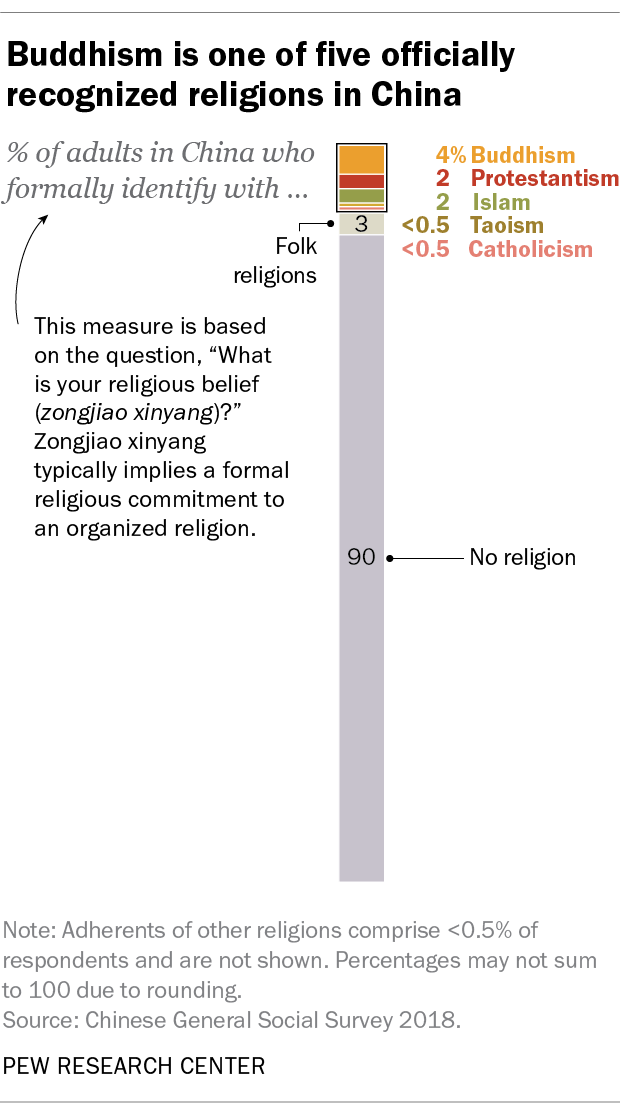 Buddhism is one of five officially
recognized religions in China
% of adults in China who
formally identify with ...
4% Buddhism
2 Protestantism
2 Islam
<0.5 Taoism
<0.5 Catholicism
3
Folk
religions
This measure is based
on the question, “What
is your religious belief
(zongjiao xinyang)?”
Zongjiao xinyang
typically implies a formal
religious commitment to
an organized religion.
90
No religion
Note: Adherents of other religions comprise <0.5% of
respondents and are not shown. Percentages may not sum
to 100 due to rounding.
Source: Chinese General Social Survey 2018.
PEW RESEARCH CENTER